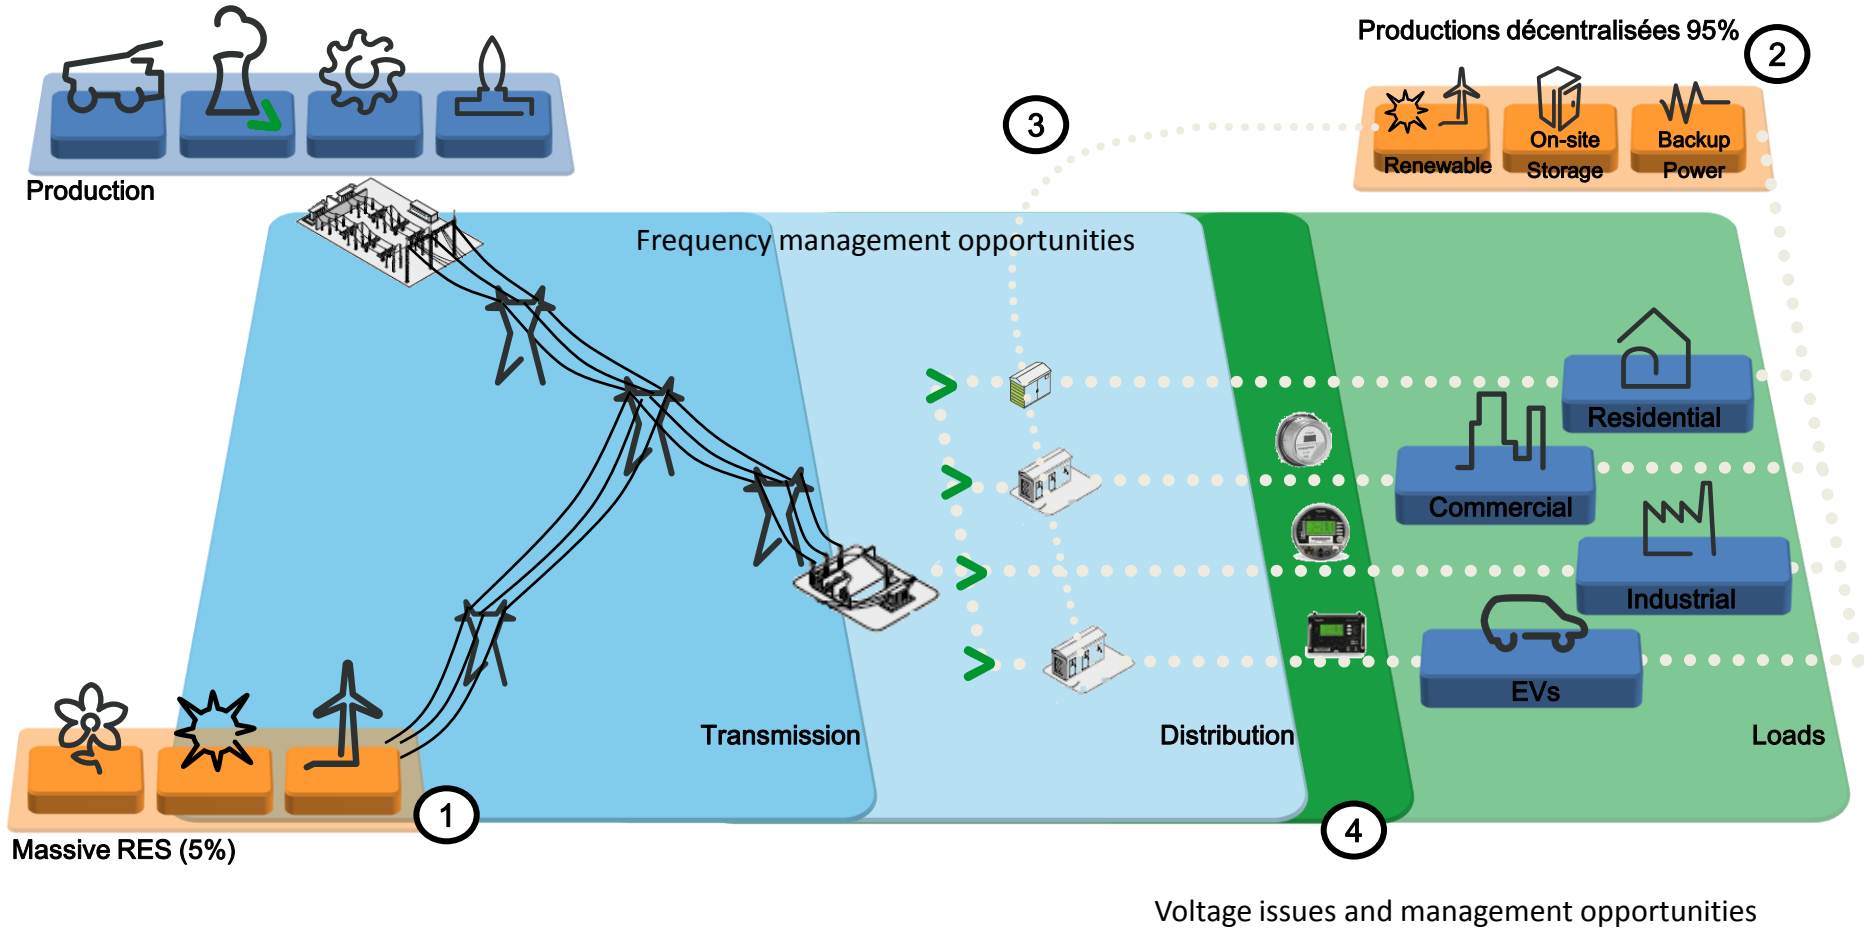 Productions décentralisées 95%
2
3
On-site
Backup
Renewable
Storage
Power
Production
Frequency management opportunities
Residential
Commercial
Industrial
EVs
Transmission
Distribution
Loads
1
4
Massive RES (5%)
Voltage issues and management opportunities